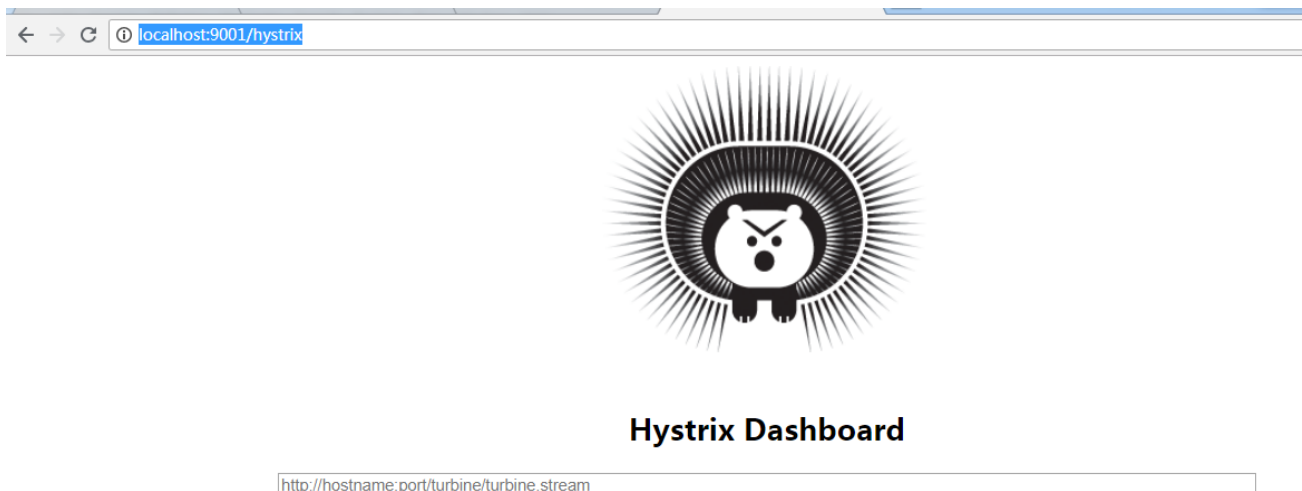 localhost:9001/hystrix
Hystrix Dashboard
http://hostname:port/turbine/turbine.stream